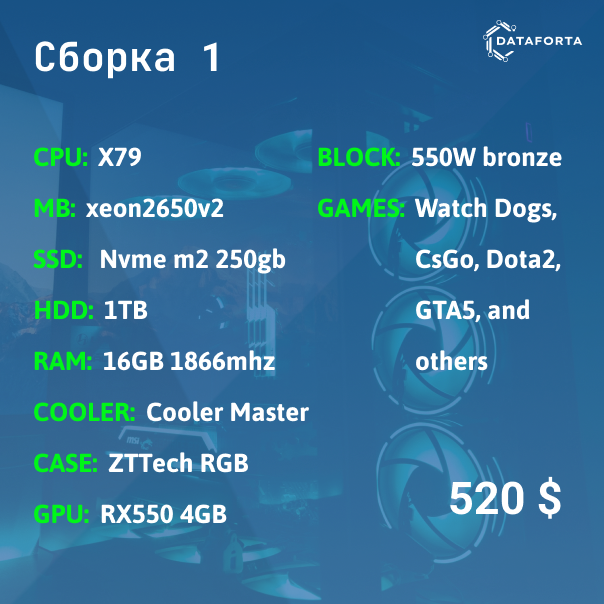 Сборка 1
DATAFORTA
CPU: X79
MB: xeon2650v2
SSD: Nvme m2 250gb
HDD: 1TB
RAM: 16GB 1866mhz
COOLER: Cooler Master
CASE: ZTTech RGB
GPU: RX550 4GB
BLOCK: 550W bronze
GAMES: Watch Dogs,
CsGo, Dota2,
GTA5, and
others
520 $